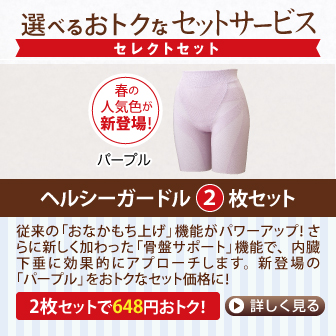 選べるおトクなセットサービス
セレクトセット
春の
人気色が
新登場!
パープル
ヘルシーガードル2枚セット
従来の「おなかもち上げ」機能がパワーアップ!さ
らに新しく加わった「骨盤サポート」機能で、内臓
下垂に効果的にアプローチします。新登場の
「パープル」をおトクなセット価格に!
2枚セットで648円おトク!
詳しく見る